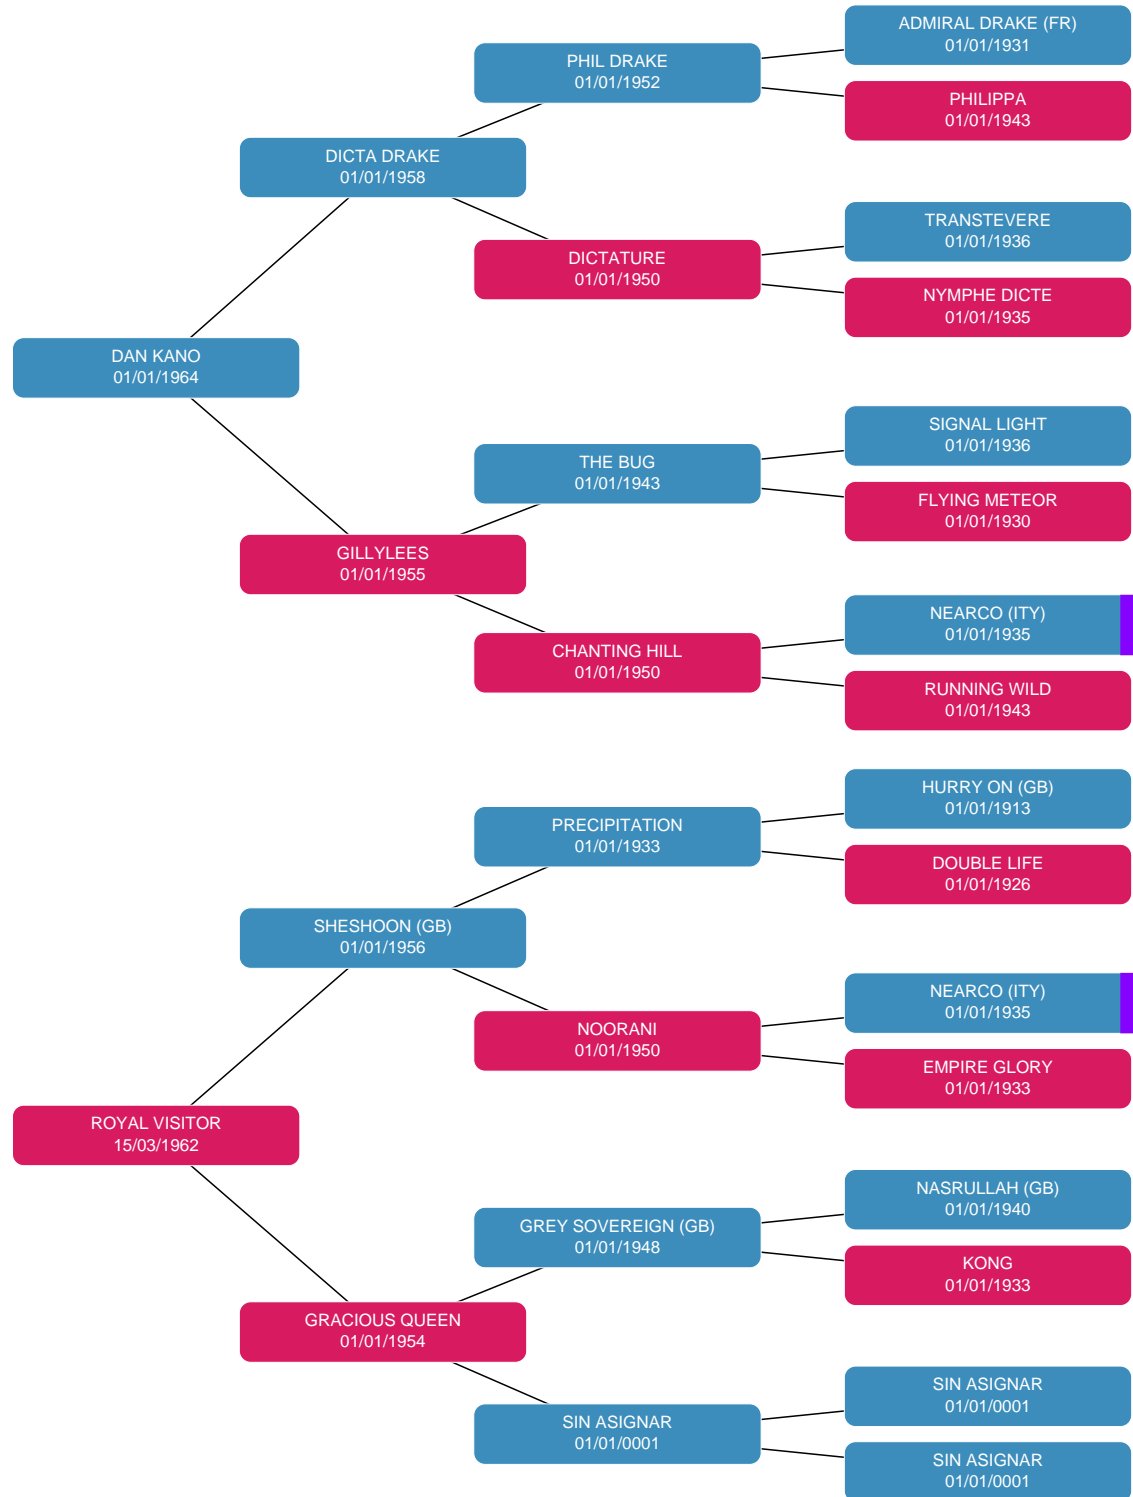 ADMIRAL DRAKE (FR)
01/01/1931
PHIL DRAKE
01/01/1952
PHILIPPA
01/01/1943
DICTA DRAKE
01/01/1958
TRANSTEVERE
01/01/1936
DICTATURE
01/01/1950
NYMPHE DICTE
01/01/1935
DAN KANO
01/01/1964
SIGNAL LIGHT
01/01/1936
THE BUG
01/01/1943
FLYING METEOR
01/01/1930
GILLYLEES
01/01/1955
NEARCO (ITY)
01/01/1935
CHANTING HILL
01/01/1950
RUNNING WILD
01/01/1943
HURRY ON (GB)
01/01/1913
PRECIPITATION
01/01/1933
DOUBLE LIFE
01/01/1926
SHESHOON (GB)
01/01/1956
NEARCO (ITY)
01/01/1935
NOORANI
01/01/1950
EMPIRE GLORY
01/01/1933
ROYAL VISITOR
15/03/1962
NASRULLAH (GB)
01/01/1940
GREY SOVEREIGN (GB)
01/01/1948
KONG
01/01/1933
GRACIOUS QUEEN
01/01/1954
SIN ASIGNAR
01/01/0001
SIN ASIGNAR
01/01/0001
SIN ASIGNAR
01/01/0001